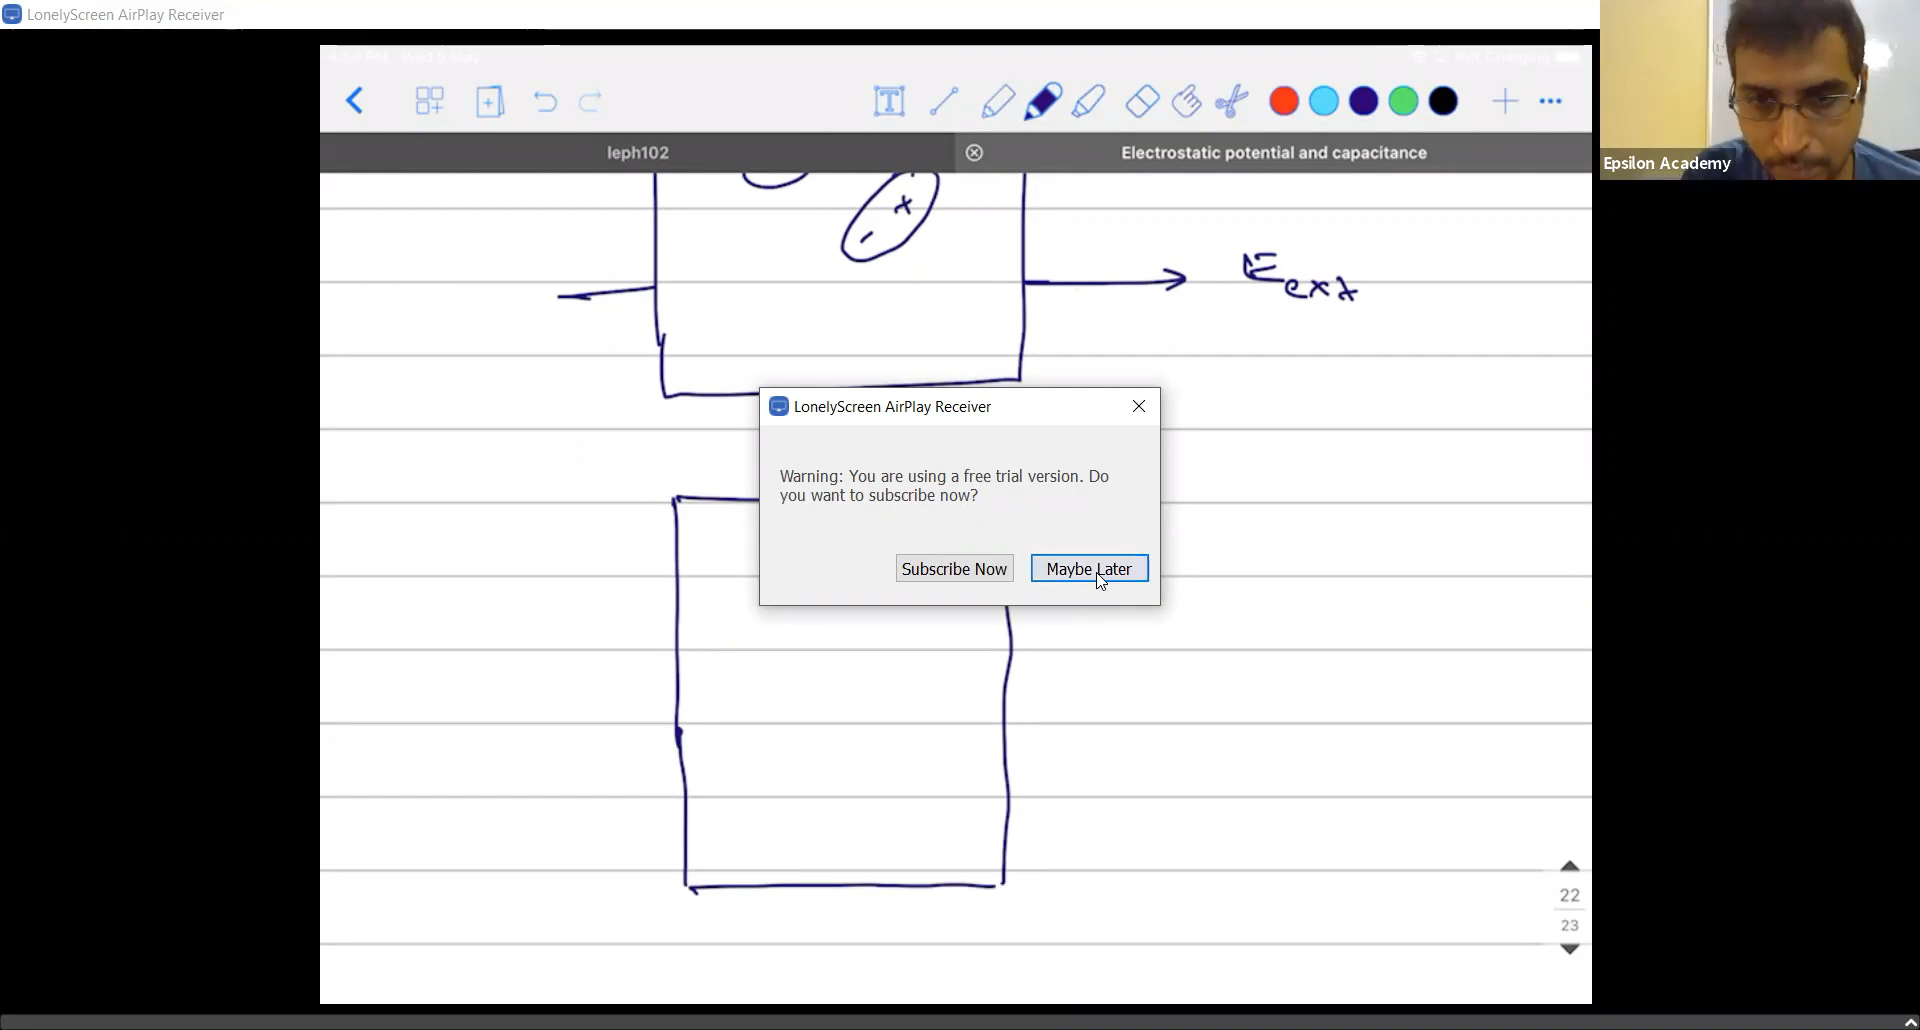 LonelyScreen AirPlay Receiver
Epsilon Academy
T
leph102
Electrostatic potential and capacitance
+
-
E ext
LonelyScreen AirPlay Receiver
Warning: You are using a free trial version. Do
you want to subscribe now?
Subscribe Now
Maybe Later
22
23